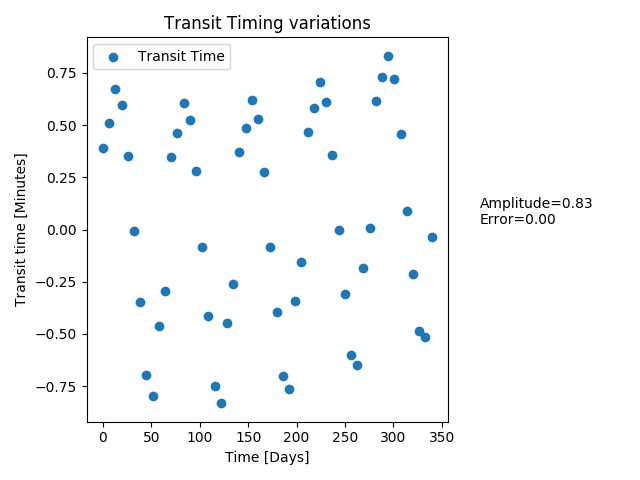 Transit Timing variations
Transit Time
Transit time [Minutes]
0.75
0.50
0.25
0.00
−0.25
−0.50
−0.75
Amplitude=0.83
Error=0.00
0 50 100 150 200 250 300 350
Time [Days]